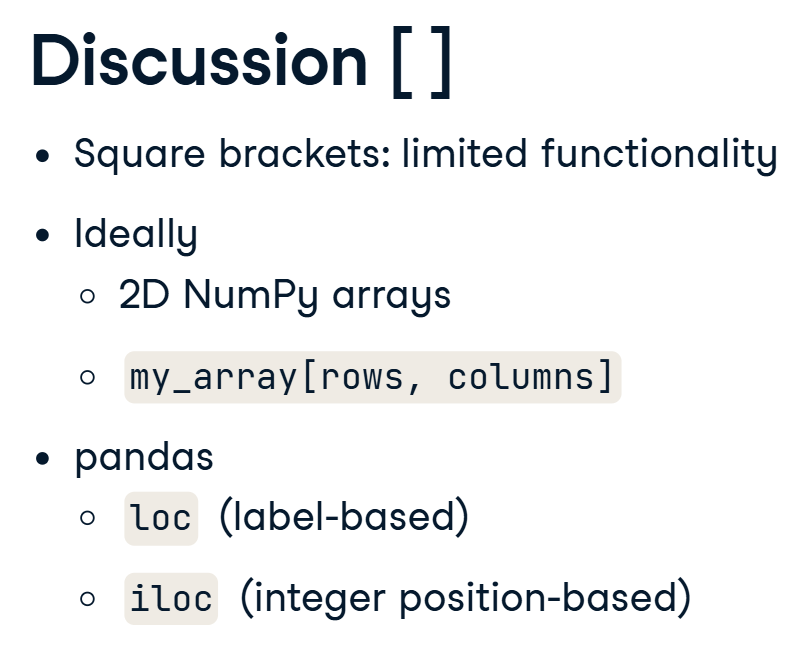 Discussion [ ]
• Square brackets: limited functionality
• Ideally
○ 2D NumPy arrays
○ my_array[rows, columns]
• pandas
○ loc (label-based)
○ iloc (integer position-based)